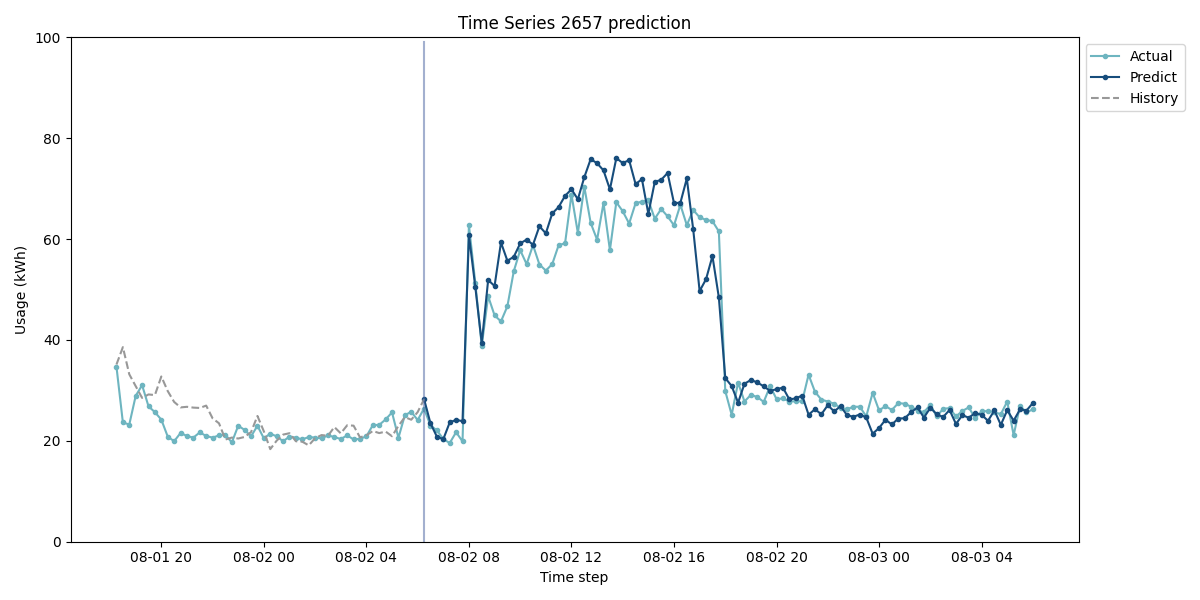 Time Series 2657 prediction
100
80
60
40
20
0
Usage (kWh)
08-01 20
08-02 00
08-02 04
08-02 08
08-02 12
08-02 16
08-02 20
08-03 00
08-03 04
Time step
Actual
Predict
History